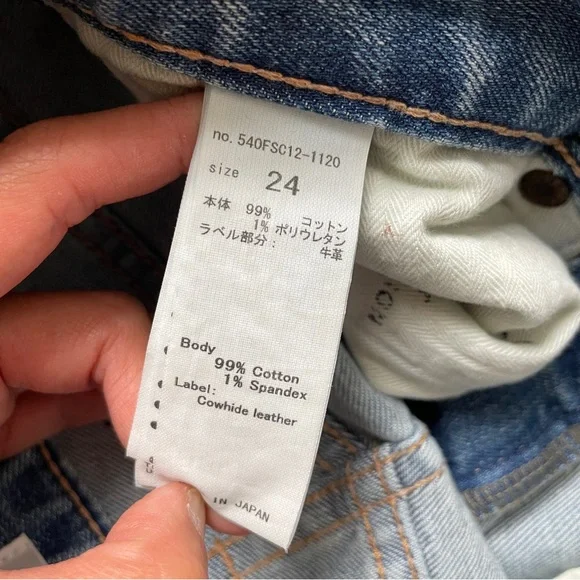 no. 540FSC12-1120
size 24
本体 99% コットン
1% ポリウレタン
ラベル部分： 牛革
Body
99% Cotton
1% Spandex
Label:
Cowhide leather
IN JAPAN